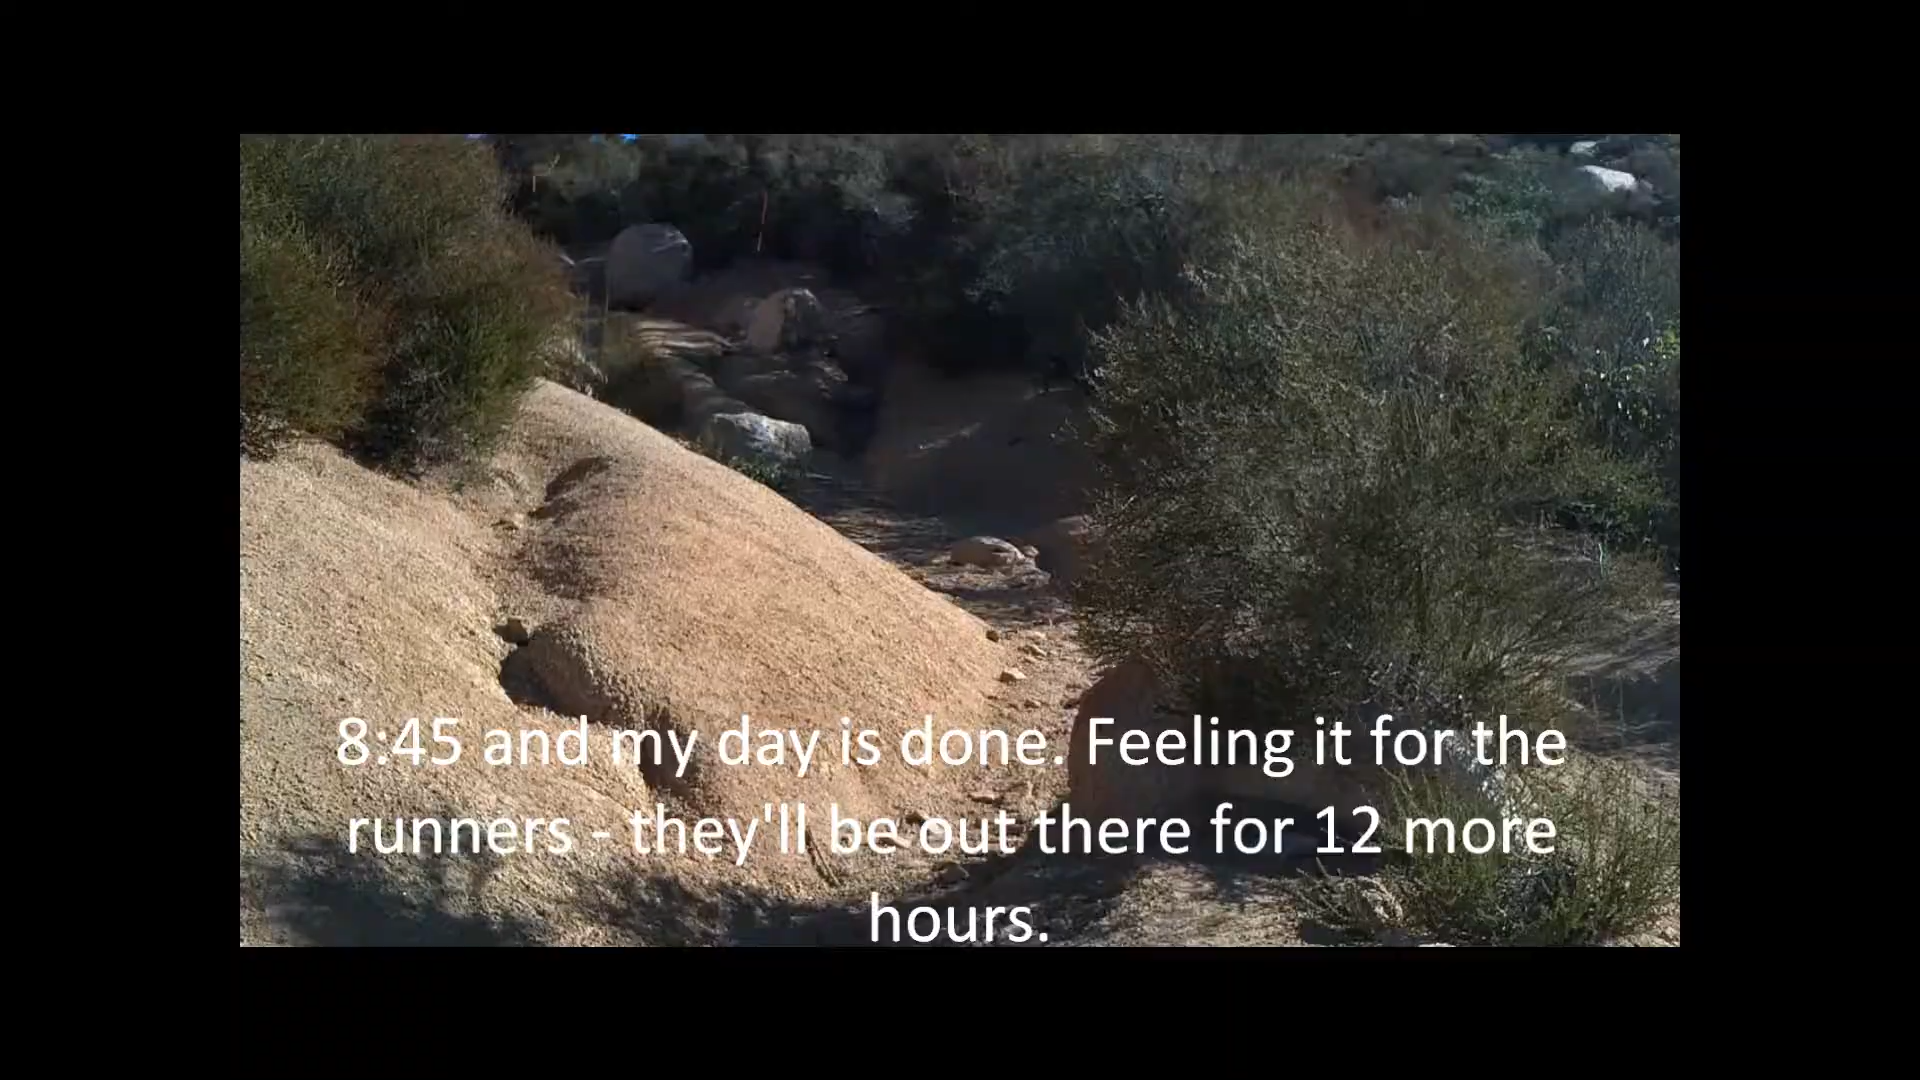 8:45 and my day is done. Feeling it for the
runners - they'll be out there for 12 more
hours.